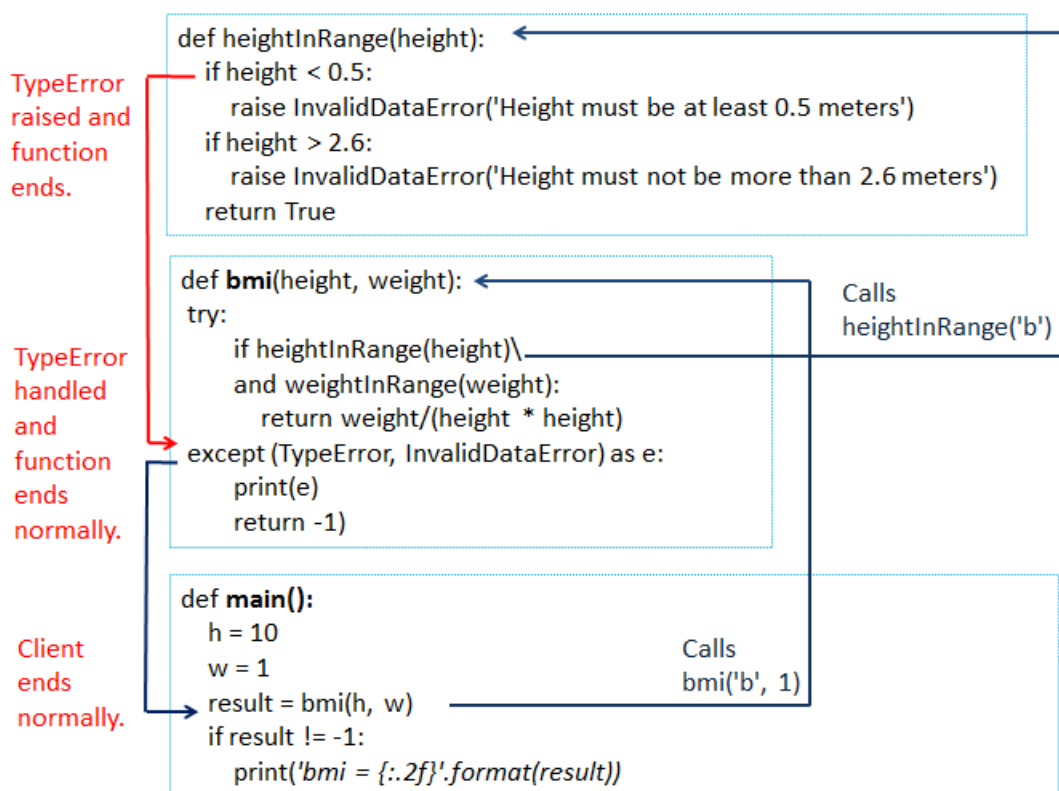 def heightInRange(height):
if height < 0.5:
raise InvalidDataError('Height must be at least 0.5 meters')
if height > 2.6:
raise InvalidDataError('Height must not be more than 2.6 meters')
return True
TypeError
raised and
function
ends.
def bmi(height, weight):
try:
if heightInRange(height)\
and weightInRange(weight):
return weight/(height * height)
except (TypeError, InvalidDataError) as e:
print(e)
return -1)
Calls
heightInRange('b')
TypeError
handled
and
function
ends
normally.
def main():
h = 10
w = 1
result = bmi(h, w)
if result != -1:
print('bmi = {:.2f}'.format(result))
Calls
bmi('b', 1)
Client
ends
normally.